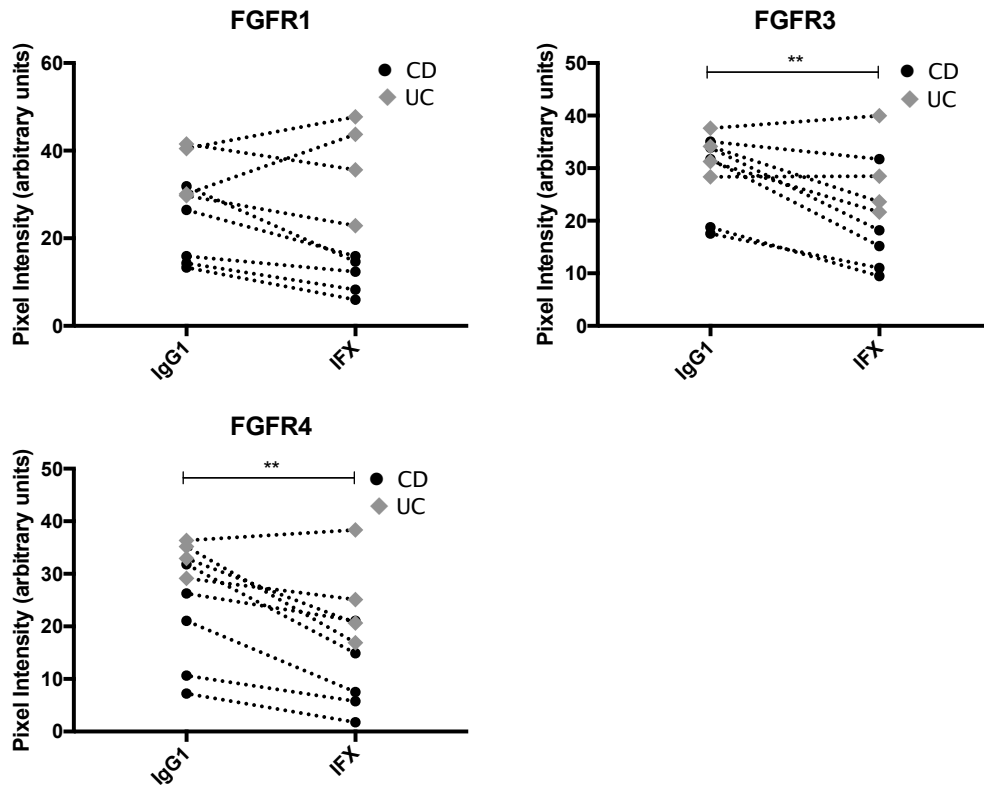 FGFR1
Pixel Intensity (arbitrary units)
60
40
20
0
IgG1
IFX
CD
UC
FGFR3
Pixel Intensity (arbitrary units)
50
40
30
20
10
0
**
IgG1
IFX
CD
UC
FGFR4
Pixel Intensity (arbitrary units)
50
40
30
20
10
0
**
IgG1
IFX
CD
UC